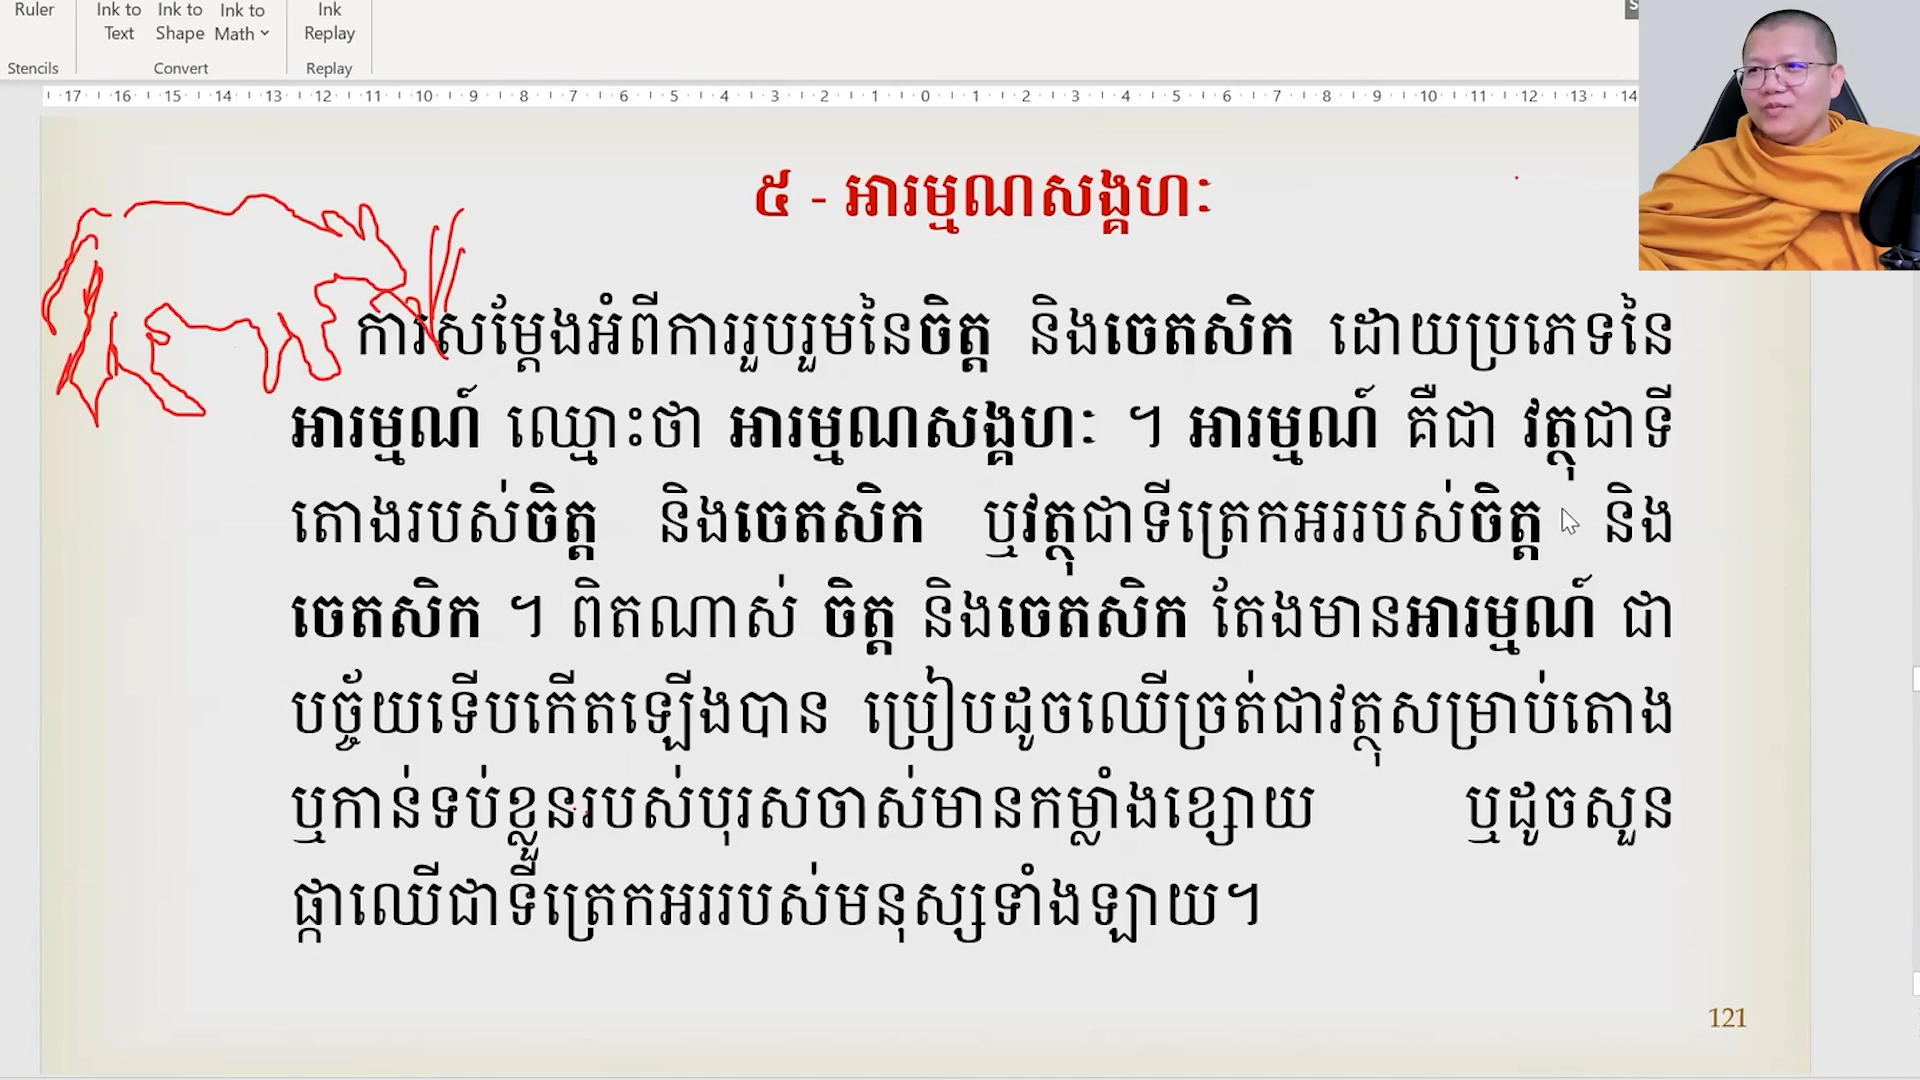 Ruler
Ink to Text
Ink to Shape
Ink to Math
Ink Replay
Stencils
Convert
Replay
17 16 15 14 13 12 11 10 9 8 7 6 5 4 3 2 1 0 1 2 3 4 5 6 7 8 9 10 11 12 13 14
៥ - អារម្មណសង្គហៈ
ការសម្ដែងអំពីការរួបរួមនៃចិត្ត និងចេតសិក ដោយប្រភេទនៃ
អារម្មណ៍ ឈ្មោះថា អារម្មណសង្គហៈ ។ អារម្មណ៍ គឺជា វត្ថុជាទី
តោងរបស់ចិត្ត និងចេតសិក ឬវត្ថុជាទីត្រេកអររបស់ចិត្ត និង
ចេតសិក ។ ពិតណាស់ ចិត្ត និងចេតសិក តែងមានអារម្មណ៍ ជា
បច្ច័យទើបកើតឡើងបាន ប្រៀបដូចឈើច្រត់ជាវត្ថុសម្រាប់តោង
ឬកាន់ទប់ខ្លួនរបស់បុរសចាស់មានកម្លាំងខ្សោយ ឬដូចសួន
ផ្កាឈើជាទីត្រេកអររបស់មនុស្សទាំងឡាយ។
121